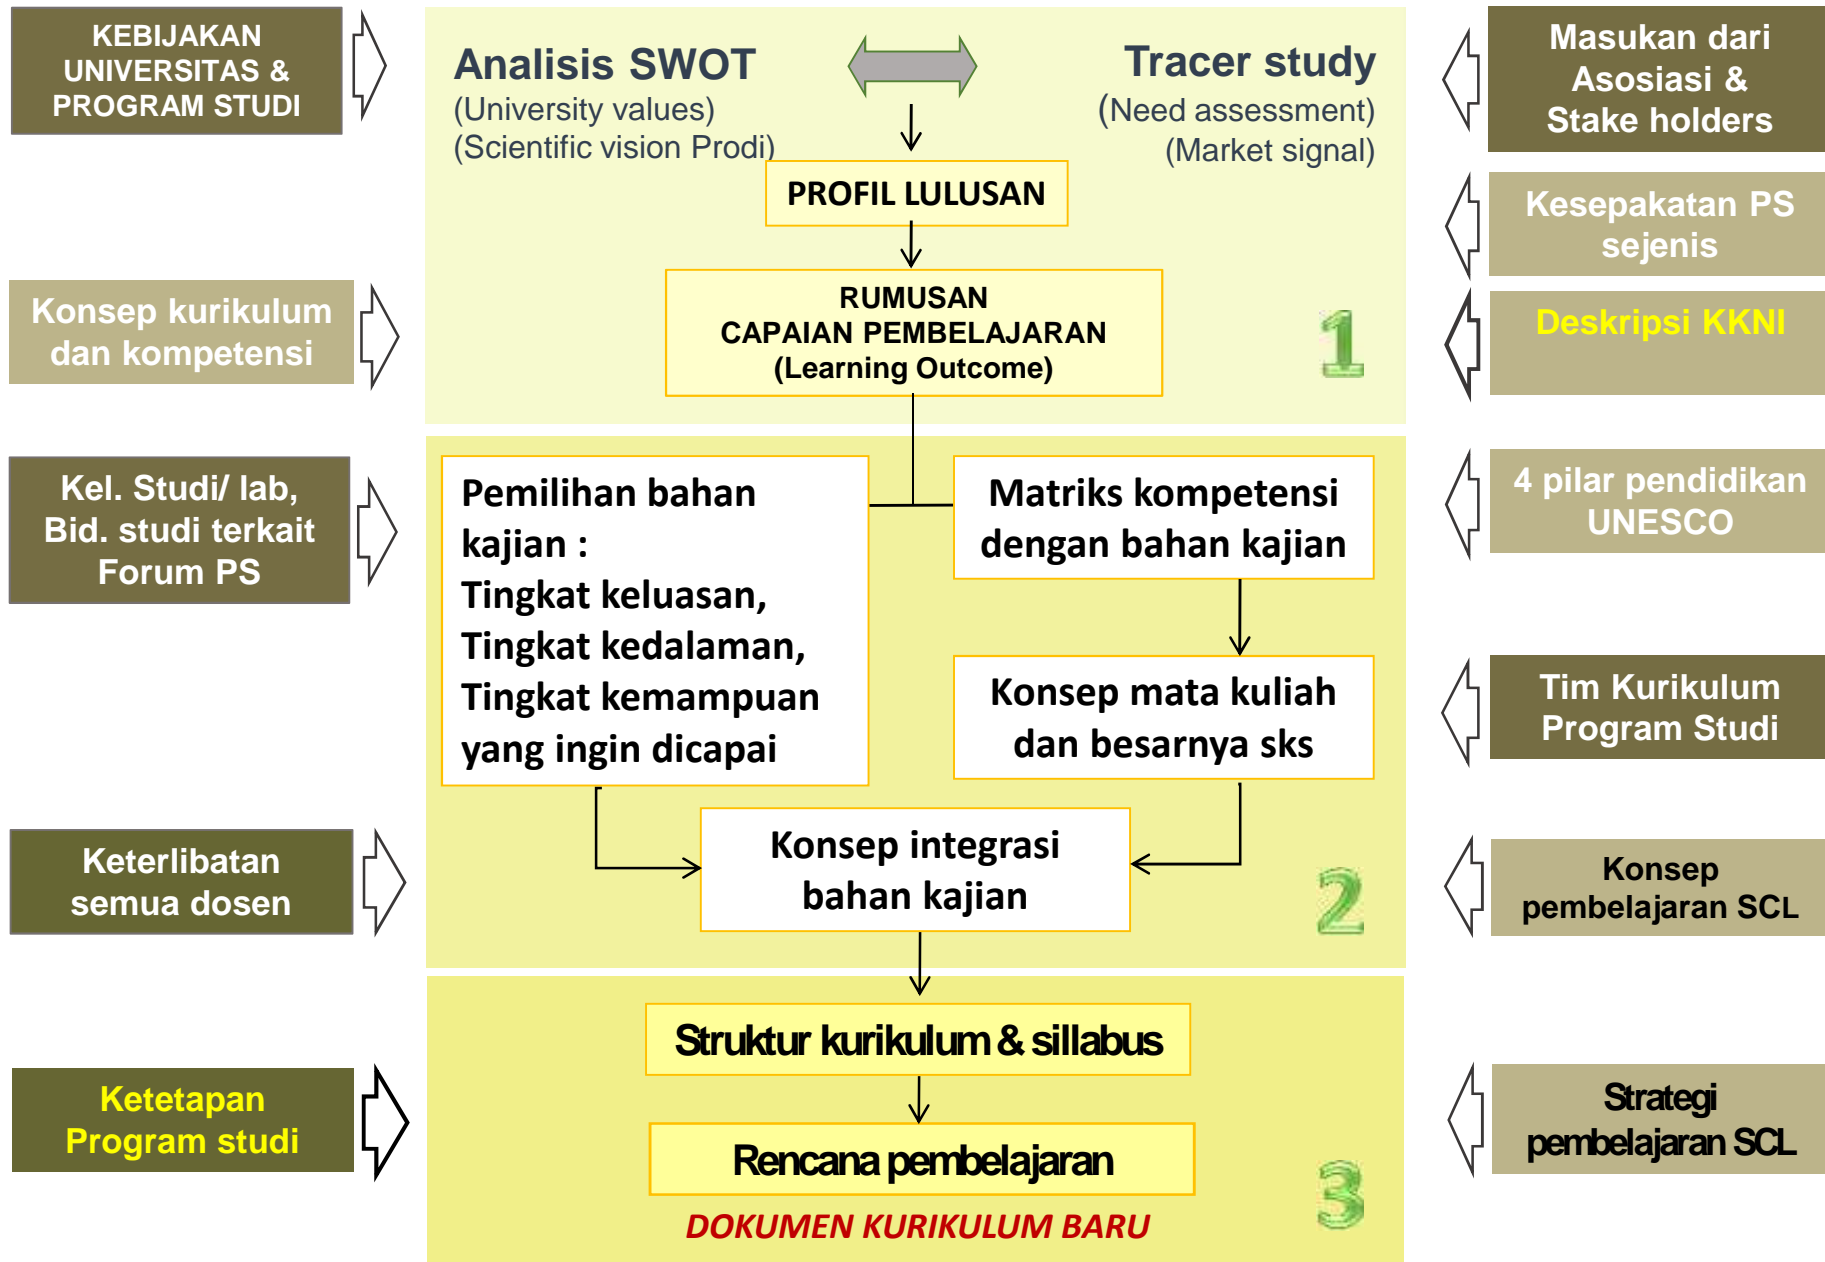 KEBIJAKAN
UNIVERSITAS &
PROGRAM STUDI
Analisis SWOT
(University values)
(Scientific vision Prodi)
Tracer study
(Need assessment)
(Market signal)
Masukan dari
Asosiasi &
Stake holders
PROFIL LULUSAN
Kesepakatan PS
sejenis
Konsep kurikulum
dan kompetensi
RUMUSAN
CAPAIAN PEMBELAJARAN
(Learning Outcome)
1
Deskripsi KKNI
Kel. Studi/ lab,
Bid. studi terkait
Forum PS
Pemilihan bahan
kajian :
Tingkat keluasan,
Tingkat kedalaman,
Tingkat kemampuan
yang ingin dicapai
Matriks kompetensi
dengan bahan kajian
4 pilar pendidikan
UNESCO
Konsep mata kuliah
dan besarnya sks
Tim Kurikulum
Program Studi
Keterlibatan
semua dosen
Konsep integrasi
bahan kajian
2
Konsep
pembelajaran SCL
Struktur kurikulum & sillabus
Ketetapan
Program studi
Rencana pembelajaran
DOKUMEN KURIKULUM BARU
3
Strategi
pembelajaran SCL